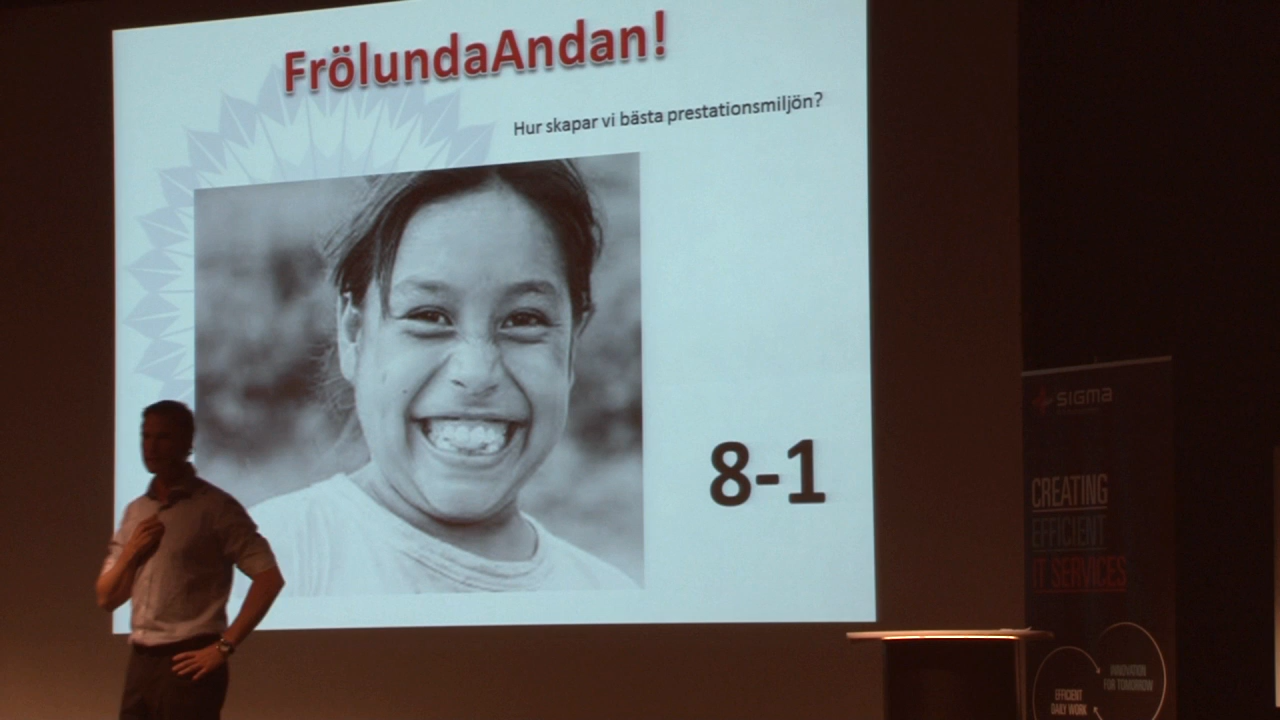 FrölundaAndan!
Hur skapar vi bästa prestationsmiljön?
8-1
SIGMA
CREATING
EFFICIENT
IT SERVICES
INNOVATION
FOR TOMORROW
EFFICIENT
DAILY WORK